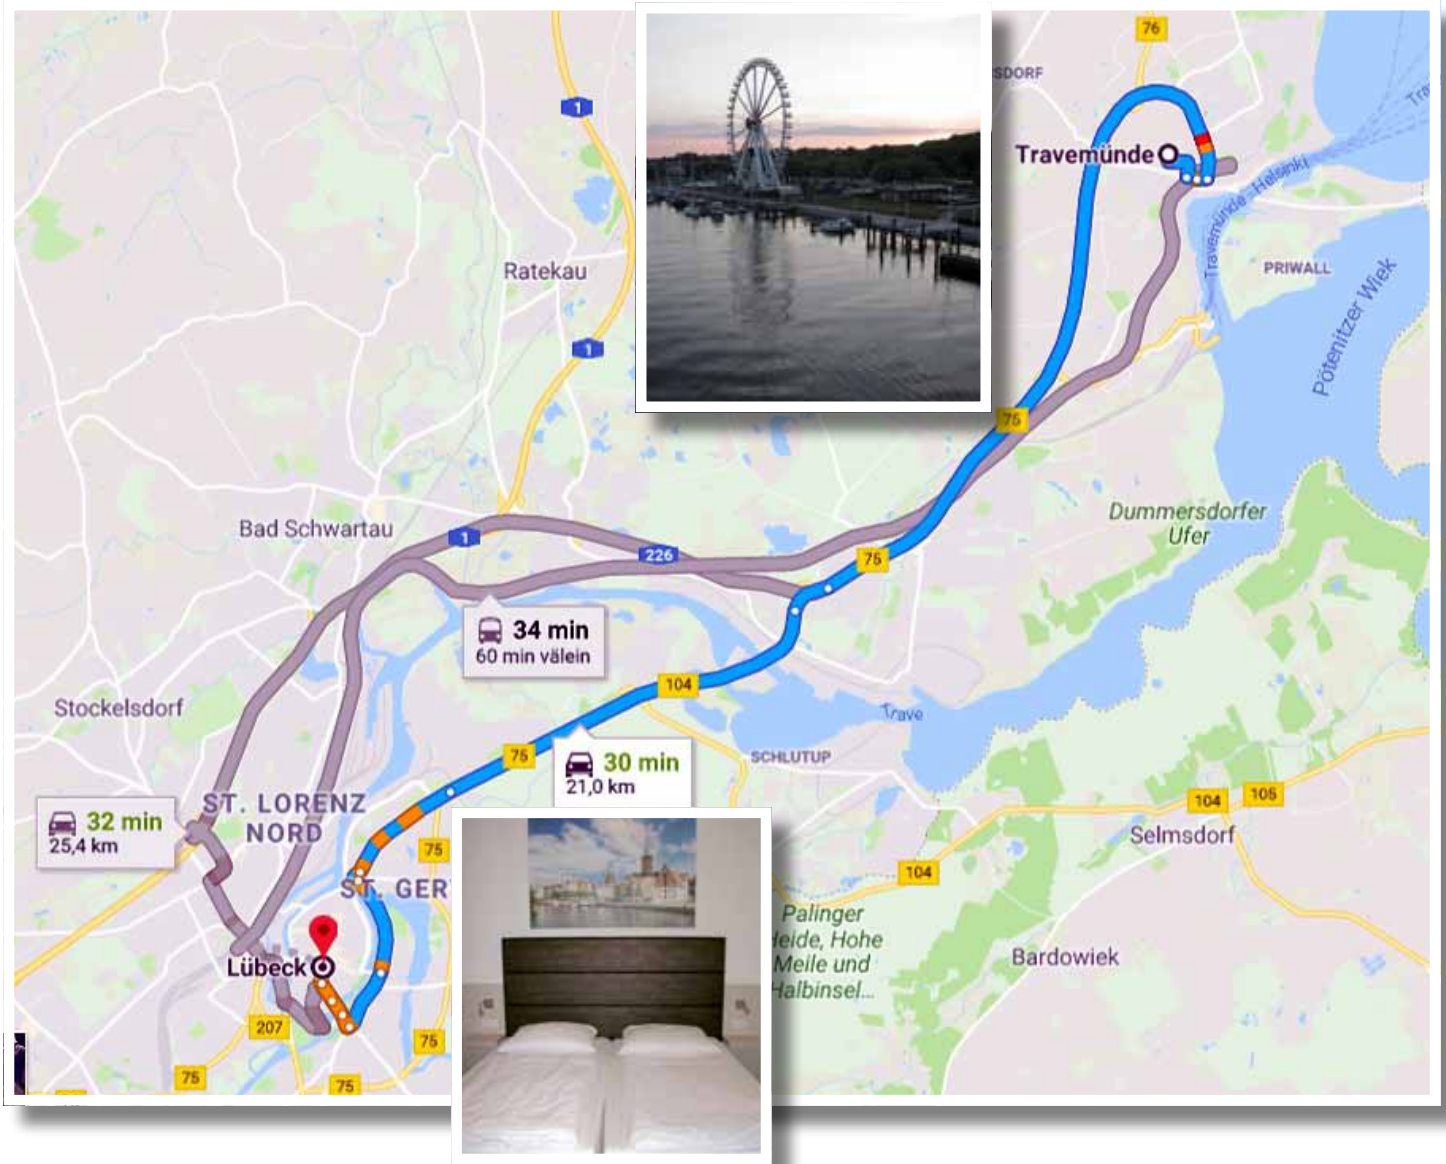 76
SDORF
1
Travemünde
Tra
Travemünde - Helsinki
Ratekau
PRIWALL
Pötenitzer Wiek
1
75
Bad Schwartau
1
226
75
Dummersdorfer
Ufer
34 min
60 min välein
104
Stockelsdorf
Trave
75
SCHLUTUP
30 min
21,0 km
32 min
25,4 km
ST. LORENZ
NORD
104
105
Selmsdorf
75
104
ST. GER
Palinger
Heide, Hohe
Meile und
Halbinsel...
Bardowiek
Lübeck
207
75
75
75